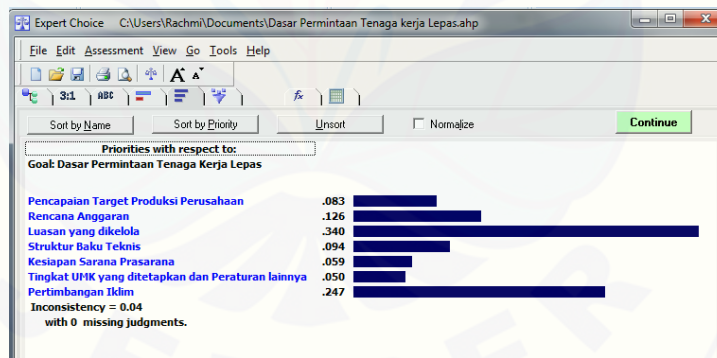 Expert Choice C:\Users\Rachmi\Documents\Dasar Permintaan Tenaga kerja Lepas.ahp
File Edit Assessment View Go Tools Help
A A
3:1 ABC fx
Sort by Name Sort by Priority Unsort Normalize Continue
Priorities with respect to:
Goal: Dasar Permintaan Tenaga Kerja Lepas
Pencapaian Target Produksi Perusahaan .083
Rencana Anggaran .126
Luasan yang dikelola .340
Struktur Baku Teknis .094
Kesiapan Sarana Prasarana .059
Tingkat UMK yang ditetapkan dan Peraturan lainnya .050
Pertimbangan Iklim .247
Inconsistency = 0.04
with 0 missing judgments.